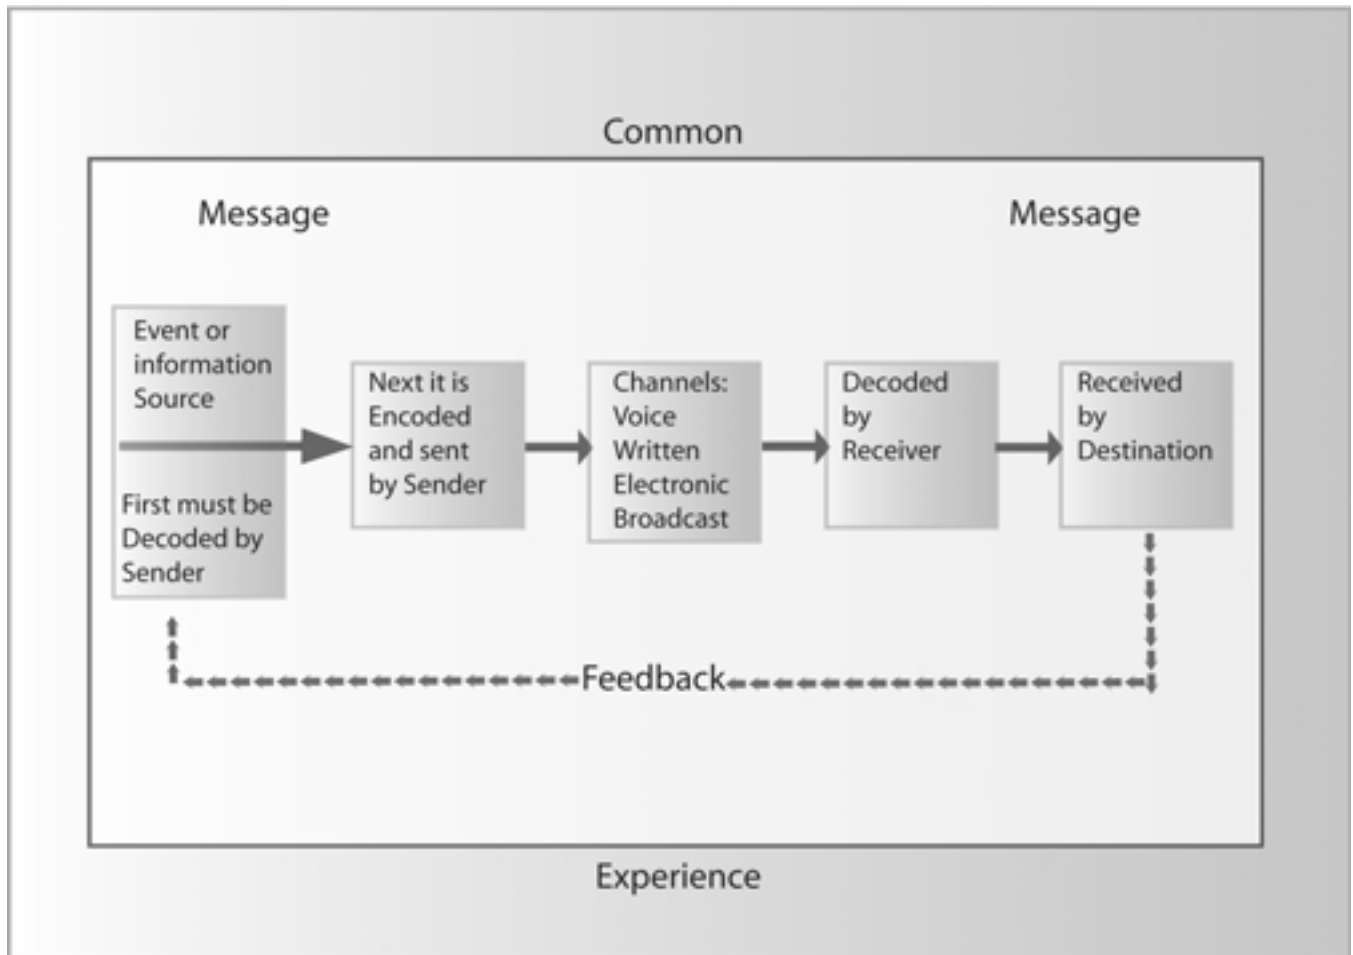 Common
Message
Message
Event or
information
Source
First must be
Decoded by
Sender
Next it is
Encoded
and sent
by Sender
Channels:
Voice
Written
Electronic
Broadcast
Decoded
by
Receiver
Received
by
Destination
Feedback
Experience